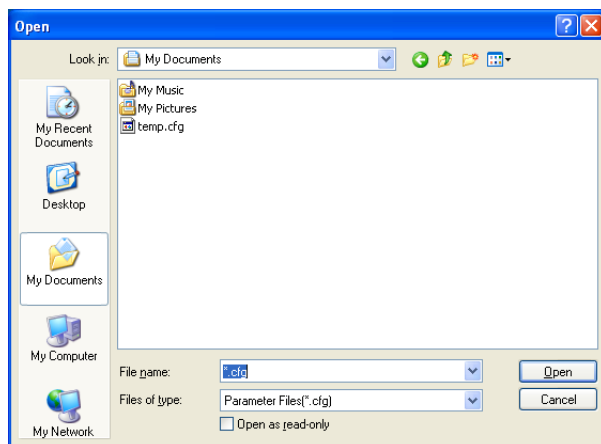 Open
Look in: My Documents
My Music
My Pictures
temp.cfg
My Recent
Documents
Desktop
My Documents
My Computer
My Network
File name: *.cfg Open
Files of type: Parameter Files(*.cfg) Cancel
Open as read-only